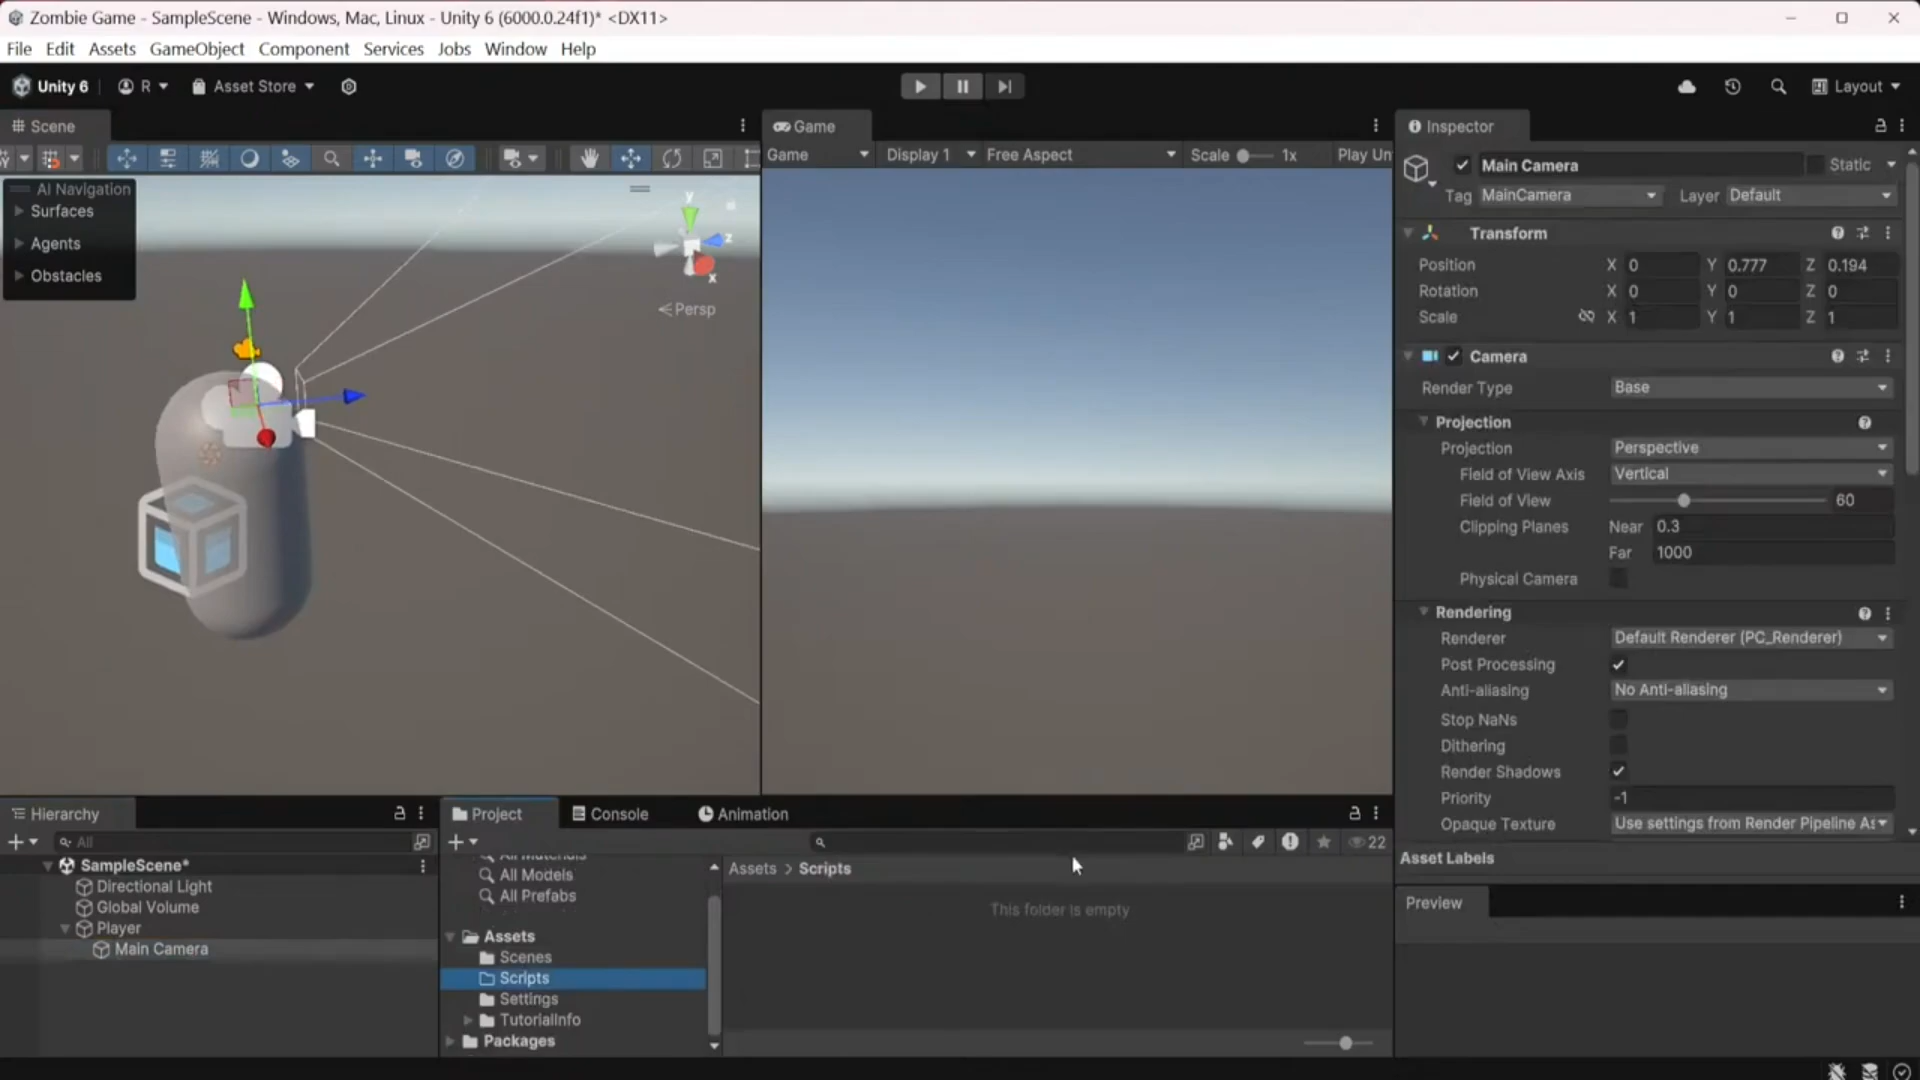 Zombie Game - SampleScene - Windows, Mac, Linux - Unity 6 (6000.0.24f1)* <DX11>
File Edit Assets GameObject Component Services Jobs Window Help
Unity 6 R Asset Store Layout
Scene
AI Navigation
Surfaces
Agents
Obstacles
y
z
x
Persp
Game
Game Display 1 Free Aspect Scale 1x Play Un
Inspector
Main Camera Static
Tag MainCamera Layer Default
Transform
Position X 0 Y 0.777 Z 0.194
Rotation X 0 Y 0 Z 0
Scale X 1 Y 1 Z 1
Camera
Render Type Base
Projection
Projection Perspective
Field of View Axis Vertical
Field of View 60
Clipping Planes Near 0.3
Far 1000
Physical Camera
Rendering
Renderer Default Renderer (PC_Renderer)
Post Processing
Anti-aliasing No Anti-aliasing
Stop NaNs
Dithering
Render Shadows
Priority -1
Opaque Texture Use settings from Render Pipeline As
Asset Labels
Preview
Hierarchy
All
SampleScene*
Directional Light
Global Volume
Player
Main Camera
Project Console Animation
22
All Materials
All Models
All Prefabs
Assets
Scenes
Scripts
Settings
TutorialInfo
Packages
Assets > Scripts
This folder is empty